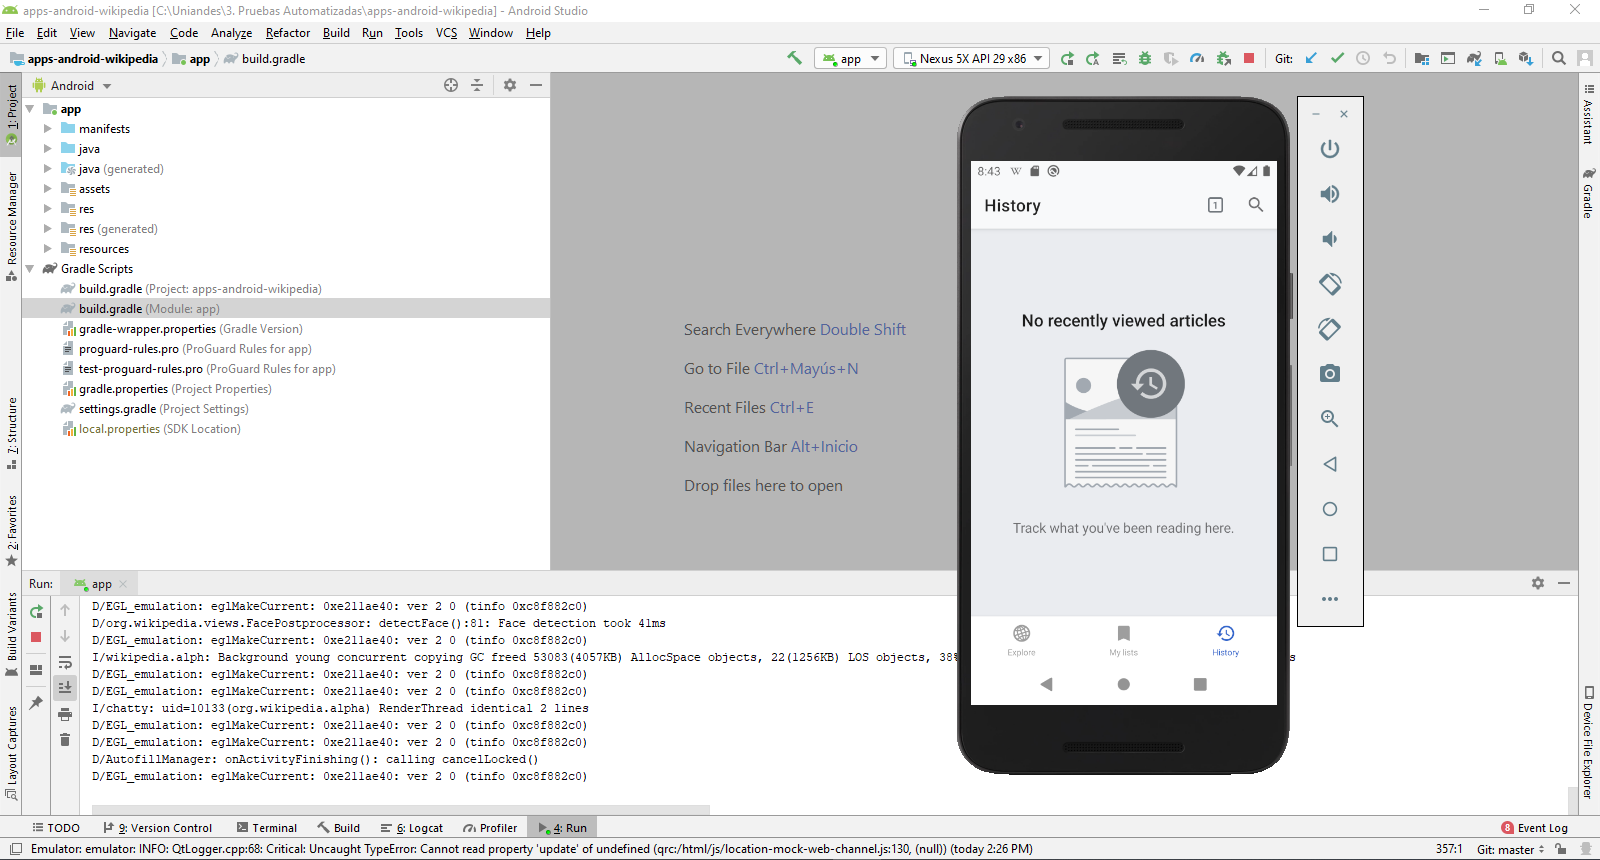 apps-android-wikipedia [C:\Uniandes\3. Pruebas Automatizadas\apps-android-wikipedia] - Android Studio
File Edit View Navigate Code Analyze Refactor Build Run Tools VCS Window Help
apps-android-wikipedia app build.gradle app Nexus 5X API 29 x86 Git:
1: Project
Resource Manager
7: Structure
2: Favorites
Build Variants
Layout Captures
Android
app
manifests
java
java (generated)
assets
res
res (generated)
resources
Gradle Scripts
build.gradle (Project: apps-android-wikipedia)
build.gradle (Module: app)
gradle-wrapper.properties (Gradle Version)
proguard-rules.pro (ProGuard Rules for app)
test-proguard-rules.pro (ProGuard Rules for app)
gradle.properties (Project Properties)
settings.gradle (Project Settings)
local.properties (SDK Location)
Search Everywhere Double Shift
Go to File Ctrl+Mayús+N
Recent Files Ctrl+E
Navigation Bar Alt+Inicio
Drop files here to open
8:43 W
History 1
No recently viewed articles
Track what you've been reading here.
Explore My lists History
Assistant
Gradle
Device File Explorer
Run: app
D/EGL_emulation: eglMakeCurrent: 0xe211ae40: ver 2 0 (tinfo 0xc8f882c0)
D/org.wikipedia.views.FacePostprocessor: detectFace():81: Face detection took 41ms
D/EGL_emulation: eglMakeCurrent: 0xe211ae40: ver 2 0 (tinfo 0xc8f882c0)
I/wikipedia.alph: Background young concurrent copying GC freed 53083(4057KB) AllocSpace objects, 22(1256KB) LOS objects, 38% s
D/EGL_emulation: eglMakeCurrent: 0xe211ae40: ver 2 0 (tinfo 0xc8f882c0)
D/EGL_emulation: eglMakeCurrent: 0xe211ae40: ver 2 0 (tinfo 0xc8f882c0)
I/chatty: uid=10133(org.wikipedia.alpha) RenderThread identical 2 lines
D/EGL_emulation: eglMakeCurrent: 0xe211ae40: ver 2 0 (tinfo 0xc8f882c0)
D/EGL_emulation: eglMakeCurrent: 0xe211ae40: ver 2 0 (tinfo 0xc8f882c0)
D/AutofillManager: onActivityFinishing(): calling cancelLocked()
D/EGL_emulation: eglMakeCurrent: 0xe211ae40: ver 2 0 (tinfo 0xc8f882c0)
TODO 9: Version Control Terminal Build 6: Logcat Profiler 4: Run 8 Event Log
Emulator: emulator: INFO: QtLogger.cpp:68: Critical: Uncaught TypeError: Cannot read property 'update' of undefined (qrc:/html/js/location-mock-web-channel.js:130, (null)) (today 2:26 PM) 357:1 Git: master